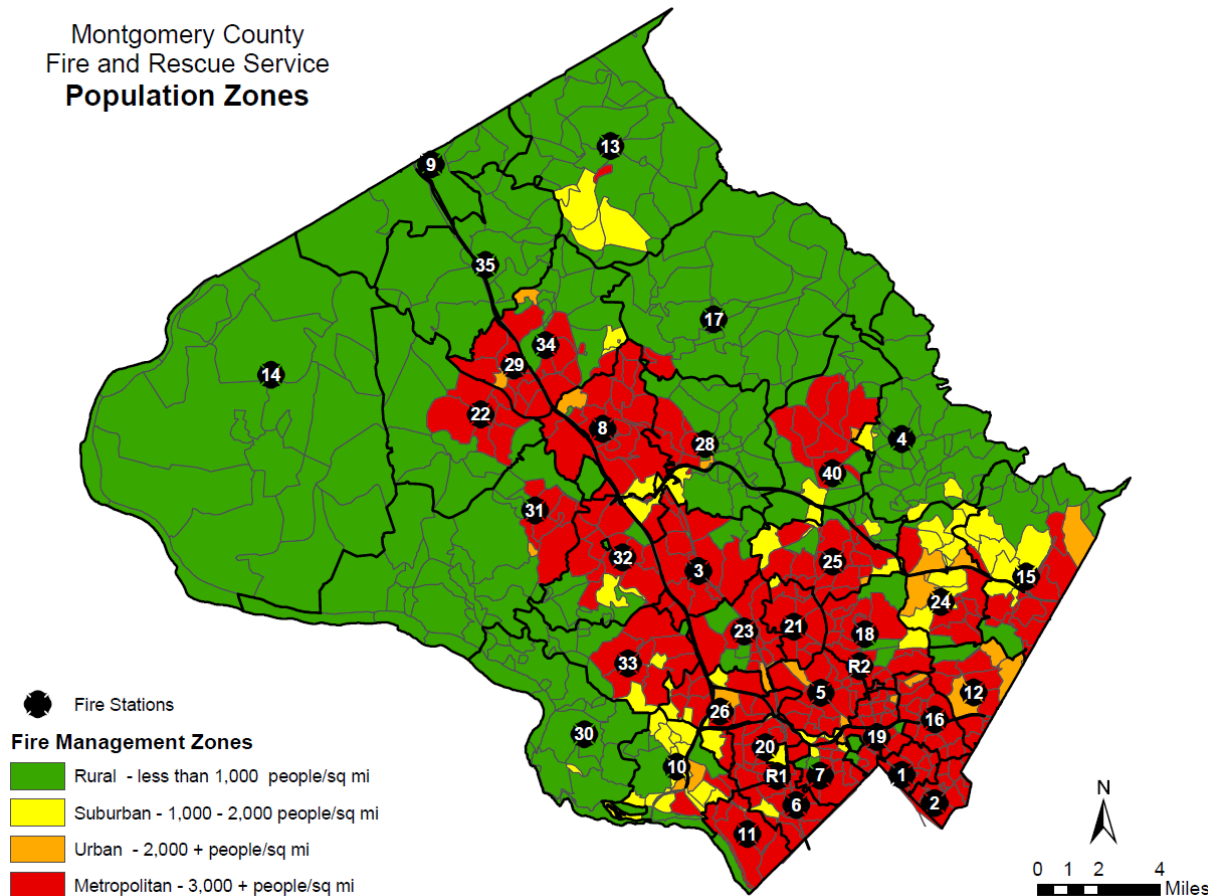 Montgomery County
Fire and Rescue Service
Population Zones
13
9
35
17
34
14
29
22
8
28
4
40
31
32
3
25
15
24
21
23
18
33
R2
5
12
26
16
30
19
20
10
R1
7
1
6
2
11
Fire Stations
Fire Management Zones
Rural - less than 1,000 people/sq mi
Suburban - 1,000 - 2,000 people/sq mi
Urban - 2,000 + people/sq mi
Metropolitan - 3,000 + people/sq mi
N
0 1 2 4
Miles